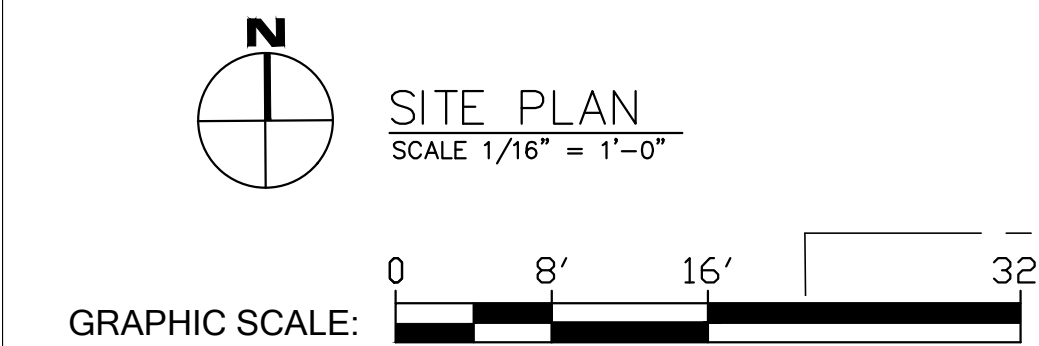 N
SITE PLAN
SCALE 1/16" = 1'-0"
0 8' 16' 32
GRAPHIC SCALE: